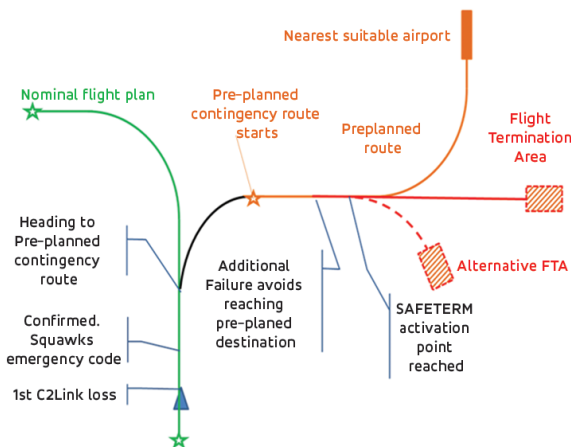 Nearest suitable airport
Nominal flight plan
Pre-planned
contingency route
starts
Preplanned
route
Flight
Termination
Area
Heading to
Pre-planned
contingency
route
Additional
Failure avoids
reaching
pre-planed
destination
Alternative FTA
SAFETERM
activation
point
reached
Confirmed.
Squawks
emergency code
1st C2Link loss